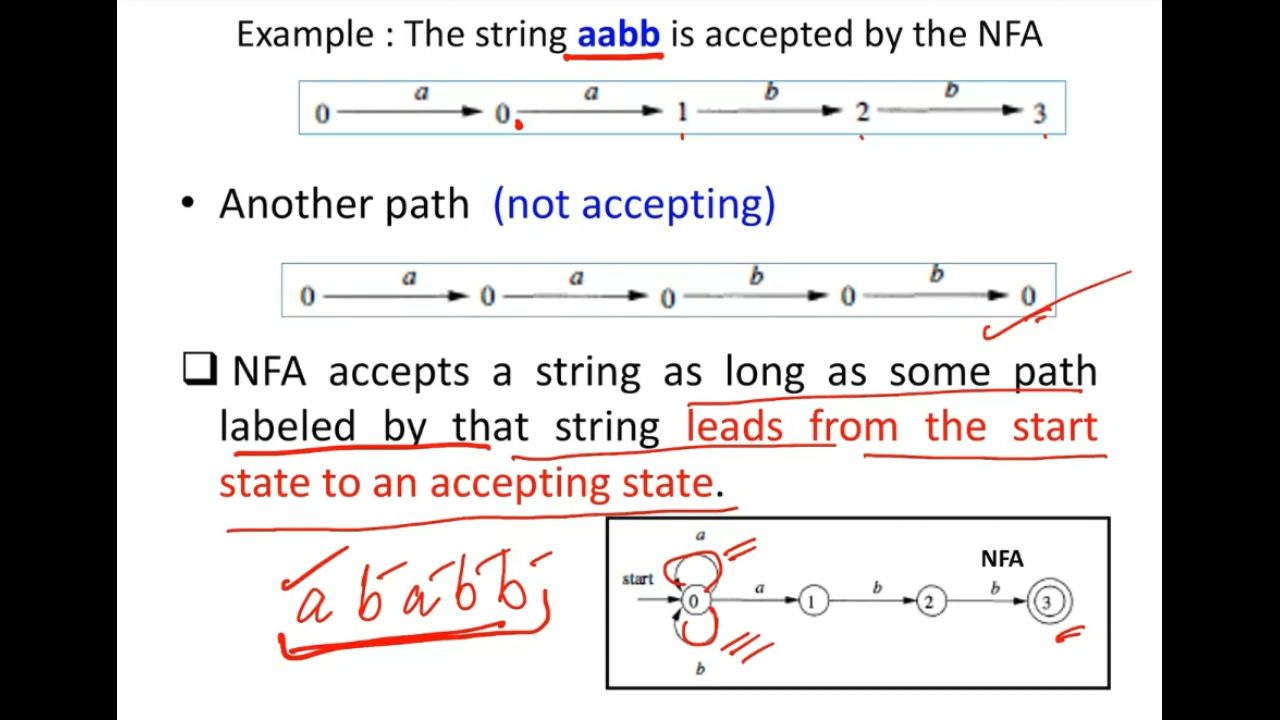 Example : The string aabb is accepted by the NFA
a a b b
0 0 1 2 3
• Another path (not accepting)
a a b b
0 0 0 0 0
❑ NFA accepts a string as long as some path
labeled by that string leads from the start
state to an accepting state.
a b a b b
a
NFA
start
a b b
0 1 2 3
b